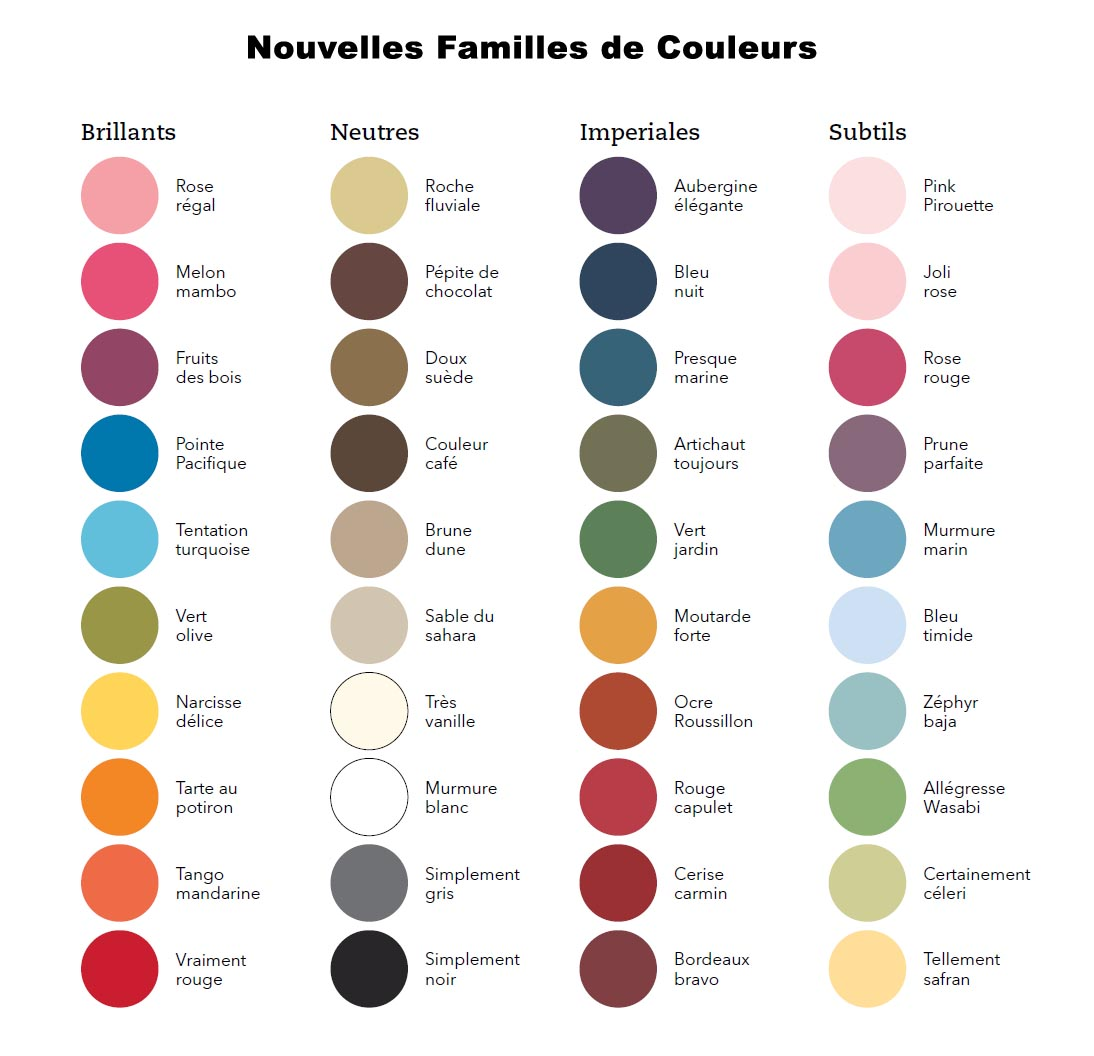 Nouvelles Familles de Couleurs
Brillants
Rose
régal
Melon
mambo
Fruits
des bois
Pointe
Pacifique
Tentation
turquoise
Vert
olive
Narcisse
délice
Tarte au
potiron
Tango
mandarine
Vraiment
rouge
Neutres
Roche
fluviale
Pépite de
chocolat
Doux
suède
Couleur
café
Brune
dune
Sable du
sahara
Très
vanille
Murmure
blanc
Simplement
gris
Simplement
noir
Imperiales
Aubergine
élégante
Bleu
nuit
Presque
marine
Artichaut
toujours
Vert
jardin
Moutarde
forte
Ocre
Roussillon
Rouge
capulet
Cerise
carmin
Bordeaux
bravo
Subtils
Pink
Pirouette
Joli
rose
Rose
rouge
Prune
parfaite
Murmure
marin
Bleu
timide
Zéphyr
baja
Allégresse
Wasabi
Certainement
céleri
Tellement
safran